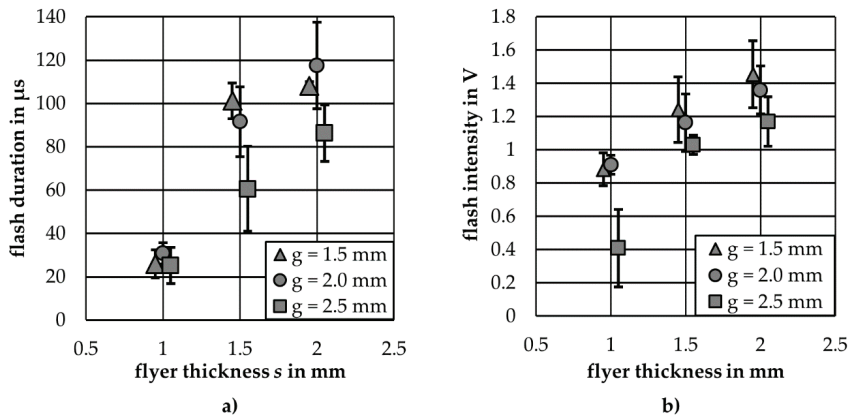 flash duration in µs
140
120
100
80
60
40
20
0
g = 1.5 mm
g = 2.0 mm
g = 2.5 mm
0.5 1 1.5 2 2.5
flyer thickness s in mm
a)
flash intensity in V
1.8
1.6
1.4
1.2
1
0.8
0.6
0.4
0.2
0
g = 1.5 mm
g = 2.0 mm
g = 2.5 mm
0.5 1 1.5 2 2.5
flyer thickness in mm
b)